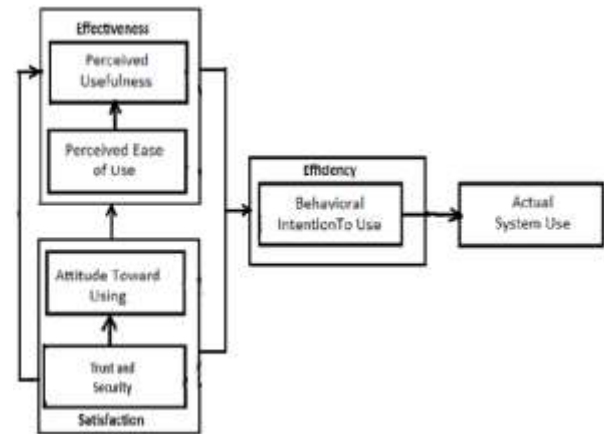 Effectiveness
Perceived
Usefulness
Perceived Ease
of Use
Efficiency
Behavioral
IntentionTo Use
Actual
System Use
Attitude Toward
Using
Trust and
Security
Satisfaction